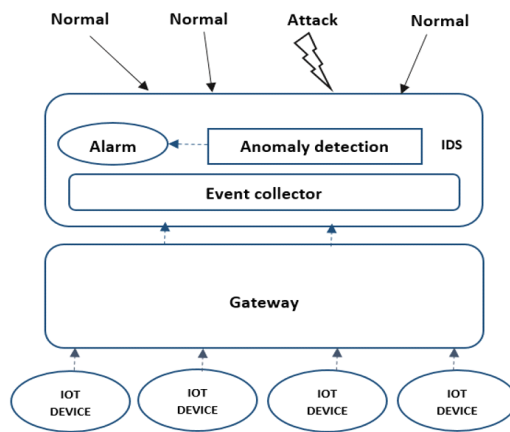 Normal
Normal
Attack
Normal
Alarm
Anomaly detection
IDS
Event collector
Gateway
IOT
DEVICE
IOT
DEVICE
IOT
DEVICE
IOT
DEVICE